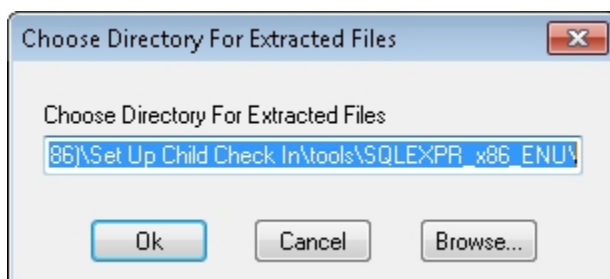 Choose Directory For Extracted Files
Choose Directory For Extracted Files
86)\Set Up Child Check In\tools\SQLEXPR_x86_ENU\
Ok Cancel Browse...